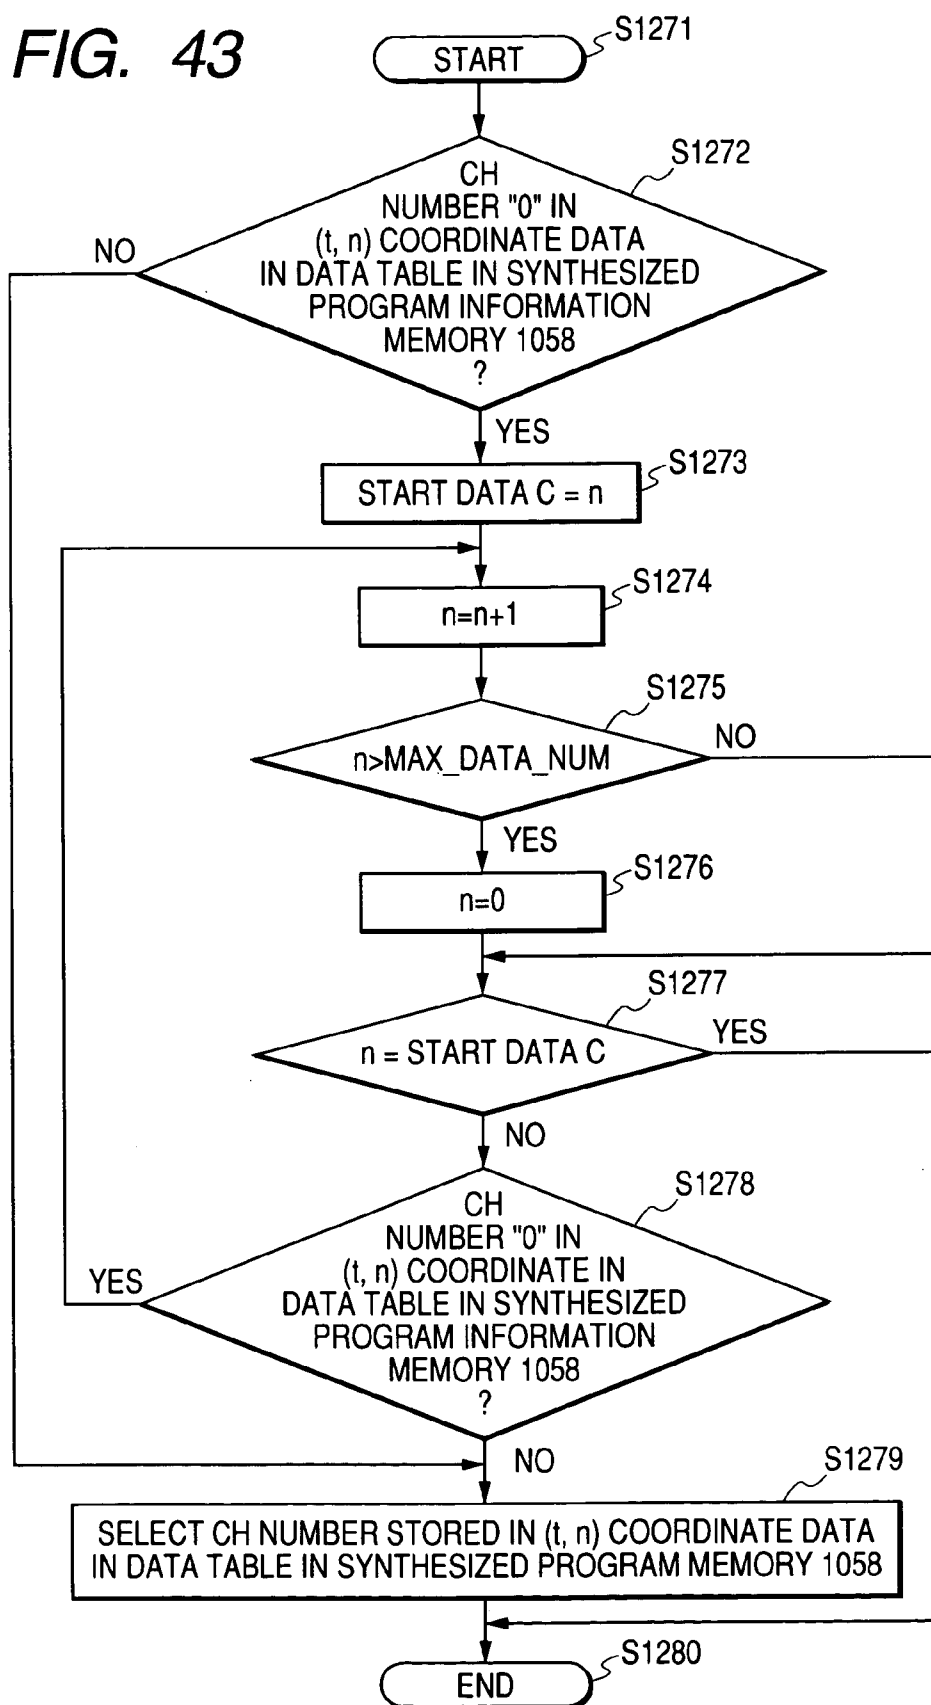 FIG. 43
START
S1271
S1272
CH
NUMBER "0" IN
(t, n) COORDINATE DATA
IN DATA TABLE IN SYNTHESIZED
PROGRAM INFORMATION
MEMORY 1058
?
NO
YES
S1273
START DATA C = n
S1274
n=n+1
S1275
n>MAX_DATA_NUM
NO
YES
S1276
n=0
S1277
n = START DATA C
YES
NO
S1278
CH
NUMBER "0" IN
(t, n) COORDINATE IN
DATA TABLE IN SYNTHESIZED
PROGRAM INFORMATION
MEMORY 1058
?
YES
NO
S1279
SELECT CH NUMBER STORED IN (t, n) COORDINATE DATA
IN DATA TABLE IN SYNTHESIZED PROGRAM MEMORY 1058
S1280
END